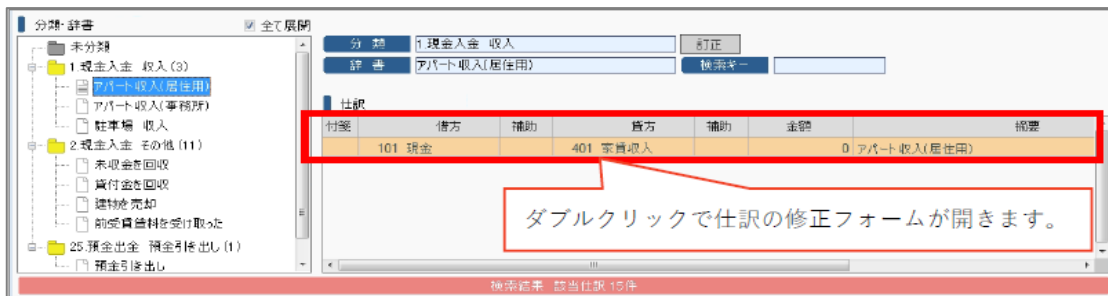 分類・辞書 全て展開
未分類
1.現金入金 収入(3)
アパート収入(居住用)
アパート収入(事務所)
駐車場 収入
2.現金入金 その他(11)
未収金を回収
貸付金を回収
建物を売却
前受賃貸料を受け取った
25.預金出金 預金引き出し(1)
預金引き出し
分 類 1.現金入金 収入 訂正
辞 書 アパート収入(居住用) 検索キー
仕訳
付箋 借方 補助 貸方 補助 金額 摘要
101 現金 401 家賃収入 0 アパート収入(居住用)
ダブルクリックで仕訳の修正フォームが開きます。
検索結果 該当仕訳 15件